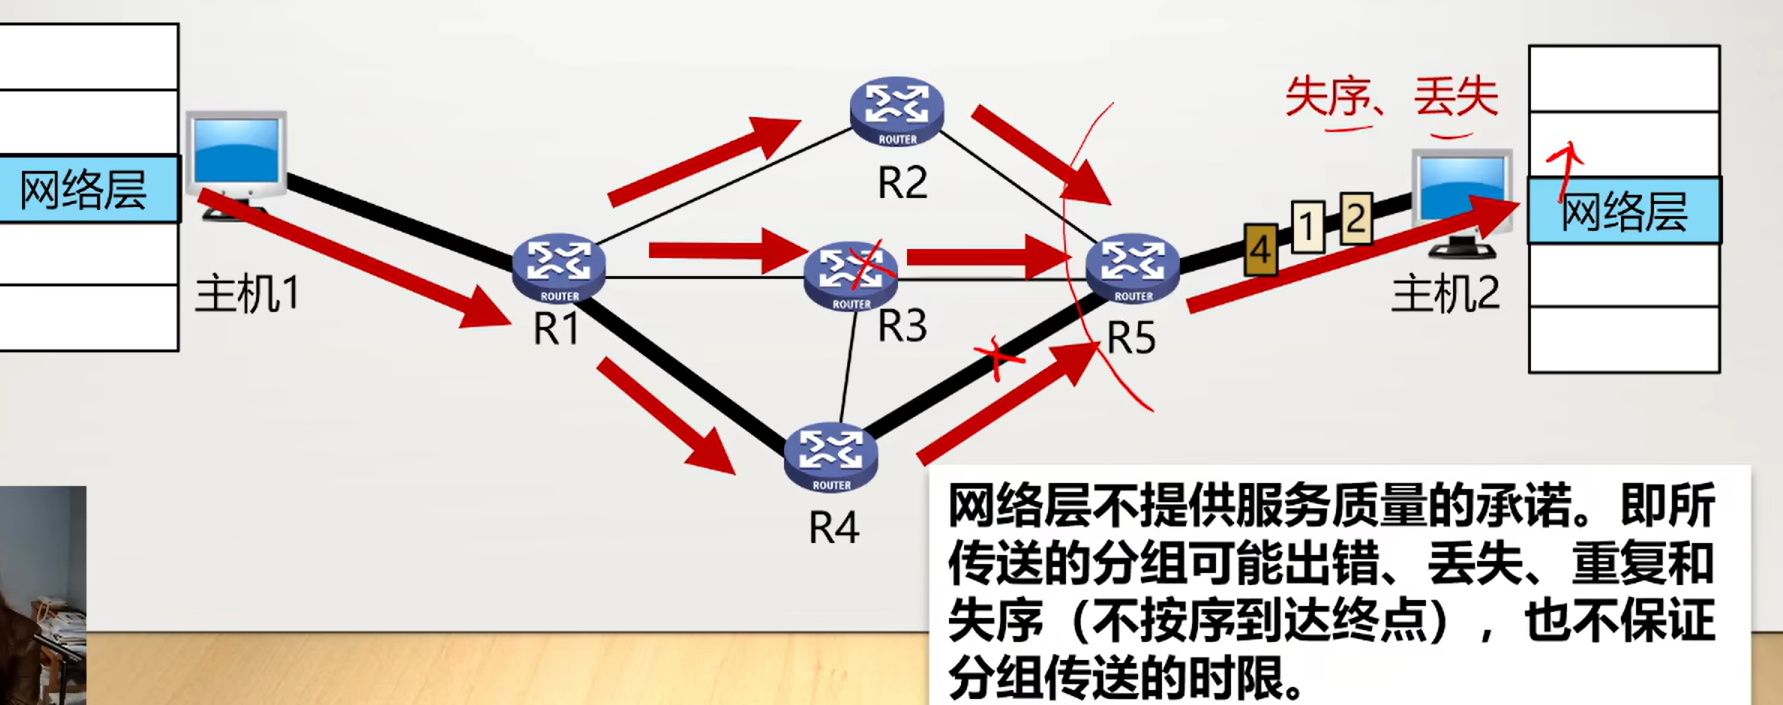 失序、丢失
网络层
网络层
主机1
主机2
ROUTER
R2
ROUTER
R1
ROUTER
R3
ROUTER
R5
4
1
2
ROUTER
R4
网络层不提供服务质量的承诺。即所
传送的分组可能出错、丢失、重复和
失序（不按序到达终点），也不保证
分组传送的时限。